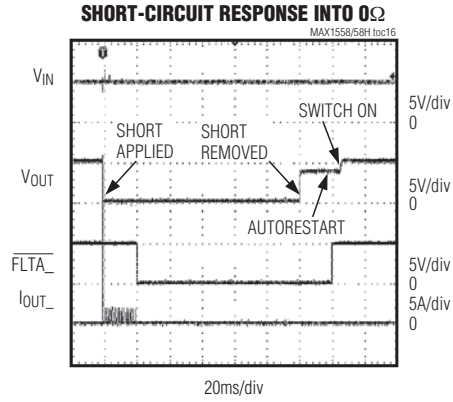 SHORT-CIRCUIT RESPONSE INTO 0Ω
MAX1558/58H toc16
VIN
5V/div
0
SWITCH ON
SHORT
APPLIED
SHORT
REMOVED
VOUT
5V/div
0
AUTORESTART
FLTA_
5V/div
0
IOUT_
5A/div
0
20ms/div